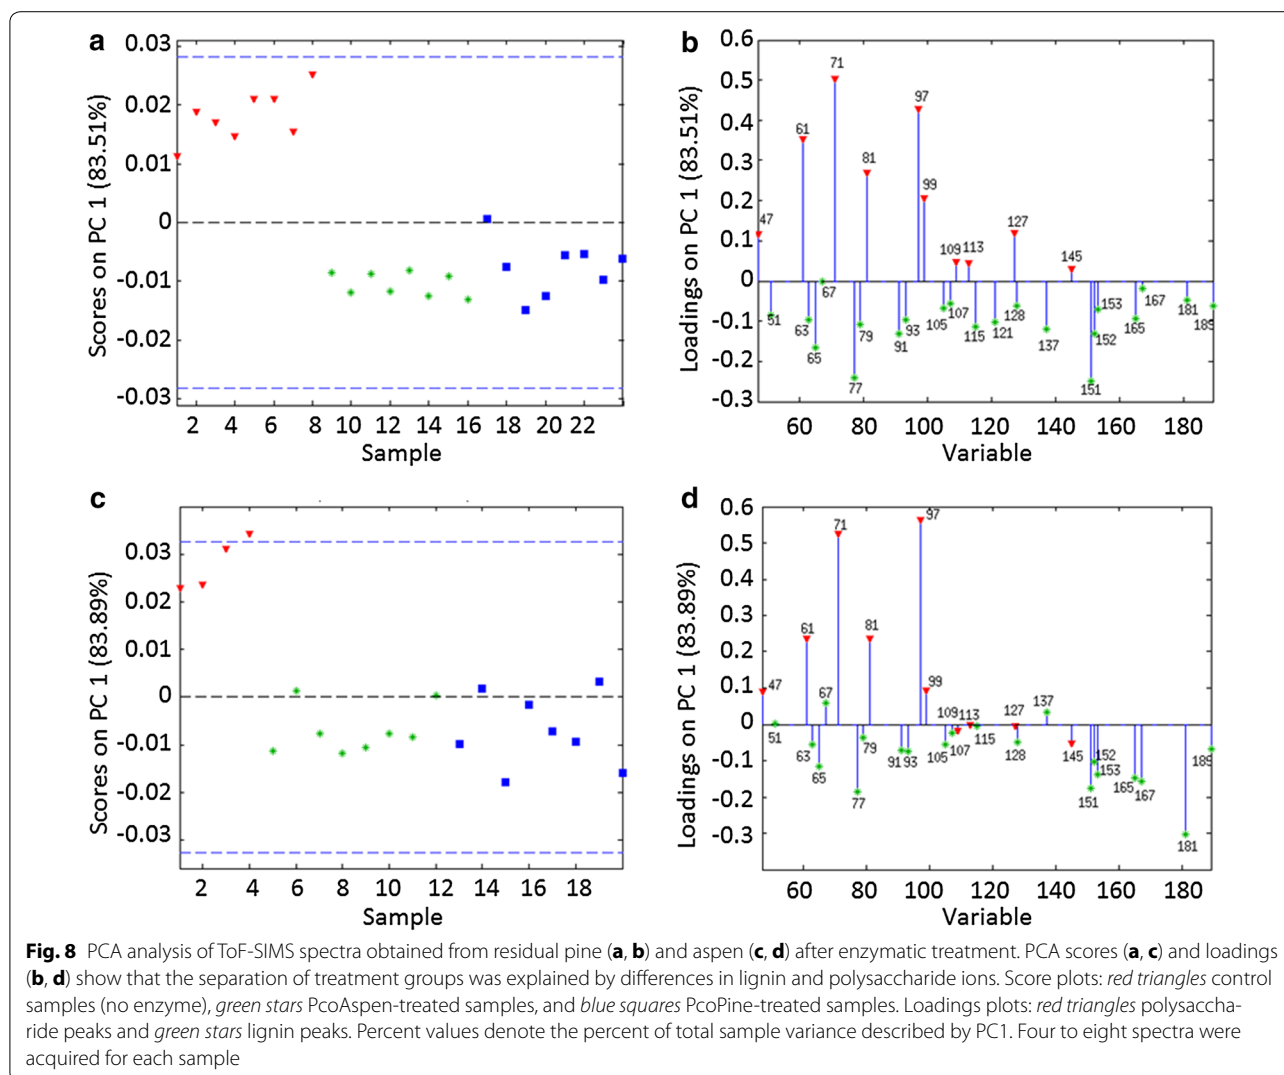 a
0.03
0.02
0.01
0
-0.01
-0.02
-0.03
Scores on PC 1 (83.51%)
2 4 6 8 10 12 14 16 18 20 22
Sample
b
0.6
0.5
0.4
0.3
0.2
0.1
0
-0.1
-0.2
-0.3
Loadings on PC 1 (83.51%)
47 61 71 81 97 99 109 113 127 145
51 63 65 67 77 79 91 93 105 107 115 121 128 137 151 152 153 165 167 181 189
60 80 100 120 140 160 180
Variable
c
0.03
0.02
0.01
0
-0.01
-0.02
-0.03
Scores on PC 1 (83.89%)
2 4 6 8 10 12 14 16 18
Sample
d
0.6
0.5
0.4
0.3
0.2
0.1
0
-0.1
-0.2
-0.3
Loadings on PC 1 (83.89%)
47 61 67 71 81 97 99 109 113 127 137
51 63 65 77 79 91 93 105 107 115 128 145 151 152 153 165 167 181 189
60 80 100 120 140 160 180
Variable
Fig. 8 PCA analysis of ToF-SIMS spectra obtained from residual pine (a, b) and aspen (c, d) after enzymatic treatment. PCA scores (a, c) and loadings
(b, d) show that the separation of treatment groups was explained by differences in lignin and polysaccharide ions. Score plots: red triangles control
samples (no enzyme), green stars PcoAspen-treated samples, and blue squares PcoPine-treated samples. Loadings plots: red triangles polysaccha-
ride peaks and green stars lignin peaks. Percent values denote the percent of total sample variance described by PC1. Four to eight spectra were
acquired for each sample